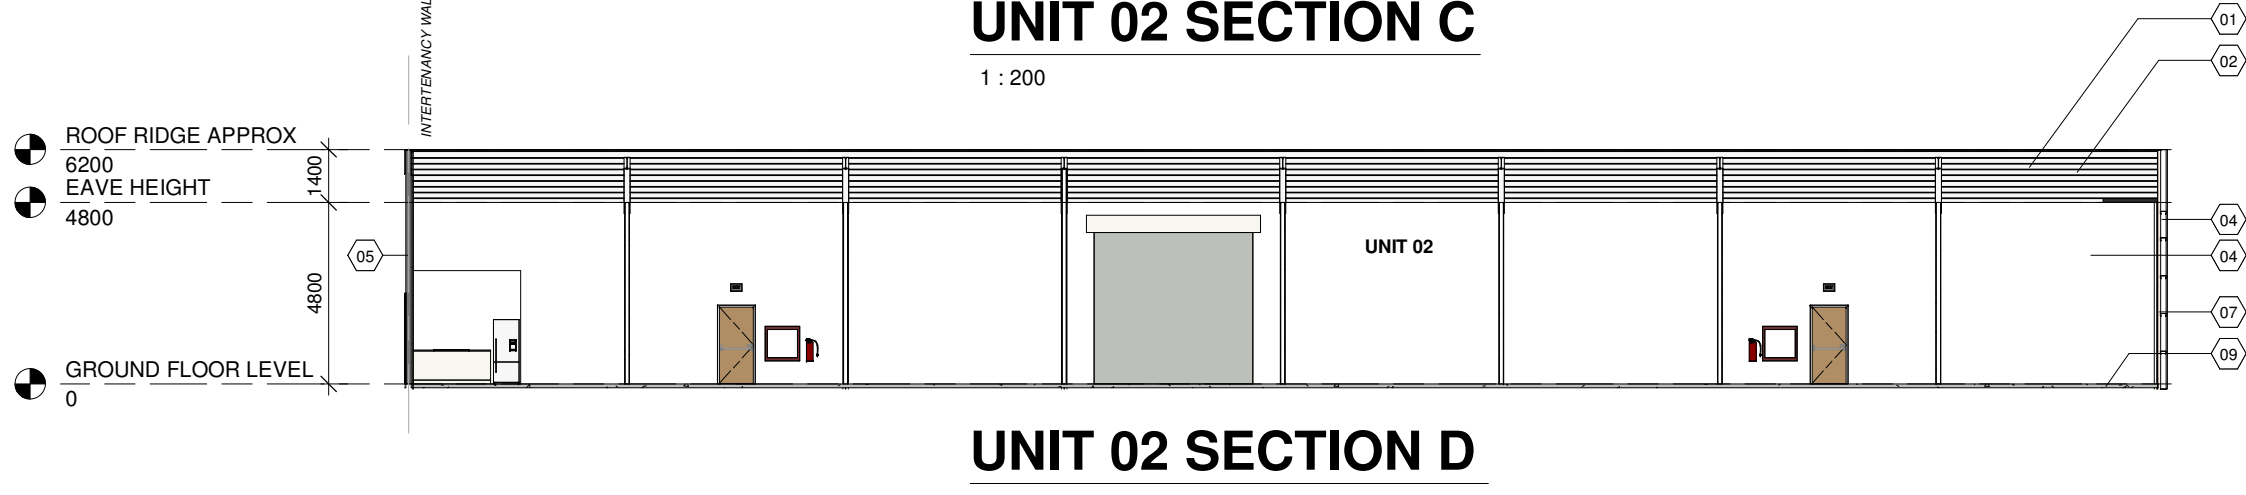 UNIT 02 SECTION C
1 : 200
01
02
INTERTENANCY WAL
ROOF RIDGE APPROX
6200
EAVE HEIGHT
4800
1400
4800
05
UNIT 02
04
04
07
09
GROUND FLOOR LEVEL
0
UNIT 02 SECTION D